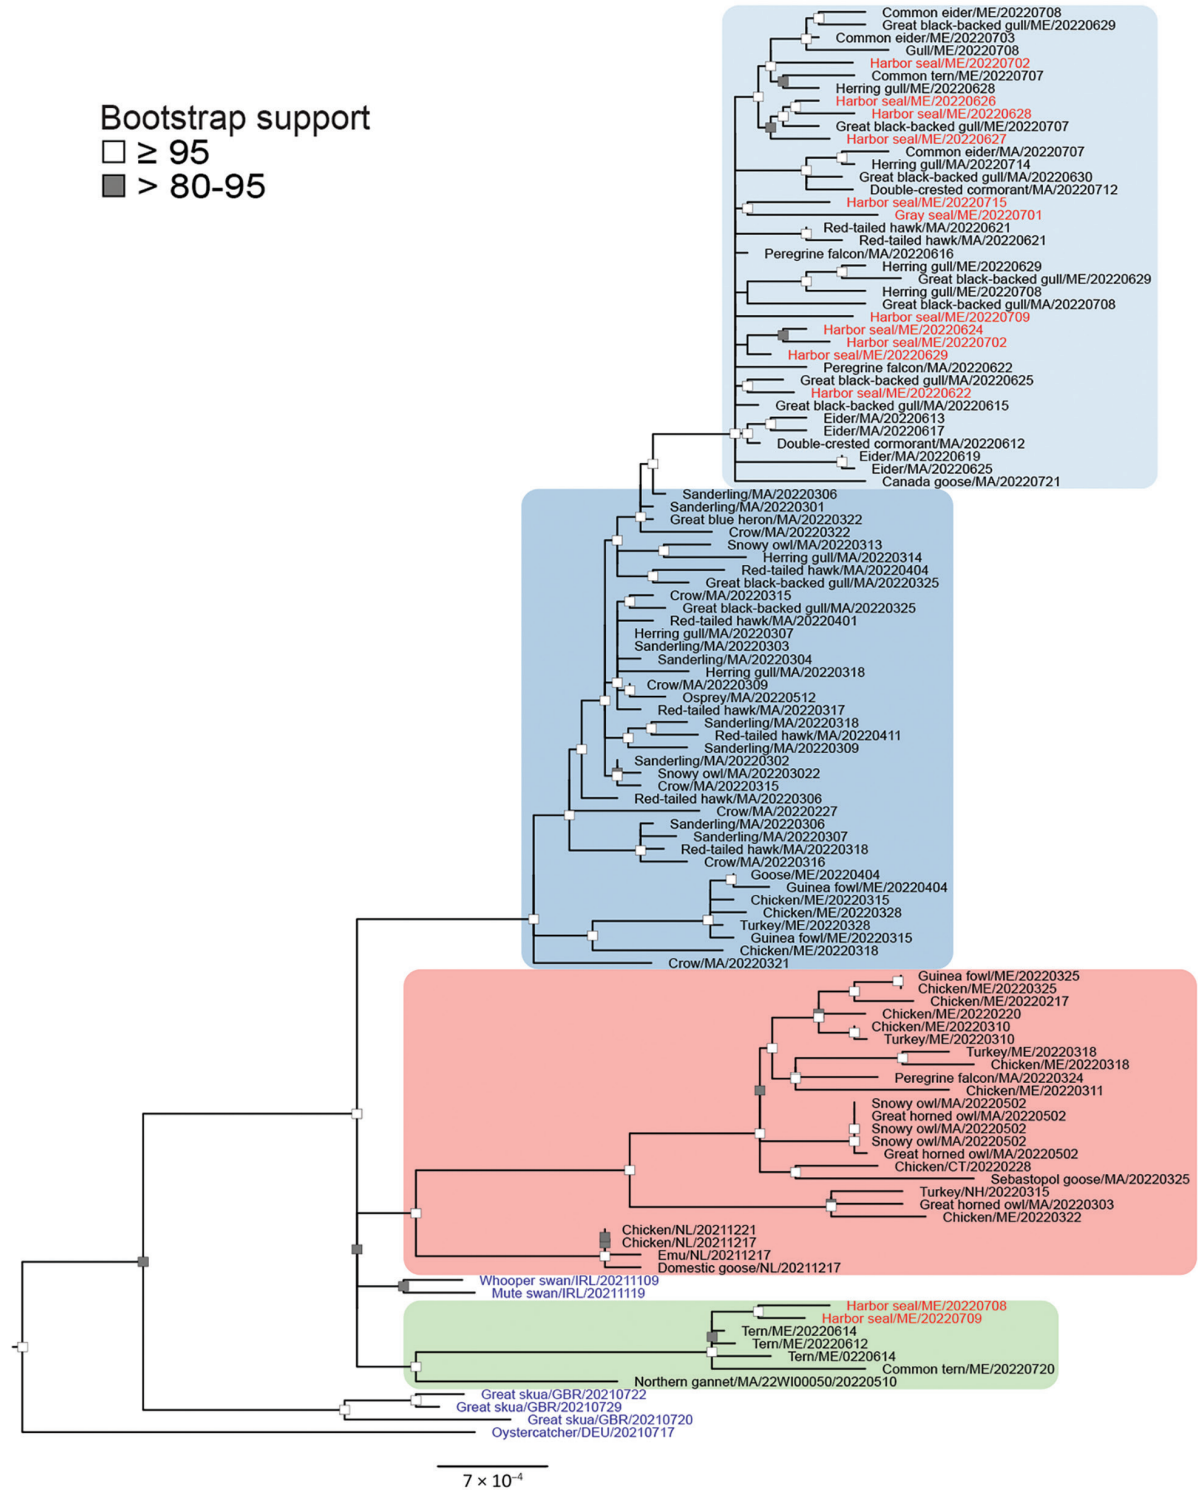 Bootstrap support
≥ 95
> 80-95
Common eider/ME/20220708
Great black-backed gull/ME/20220629
Common eider/ME/20220703
Gull/ME/20220708
Harbor seal/ME/20220702
Common tern/ME/20220707
Herring gull/ME/20220628
Harbor seal/ME/20220626
Harbor seal/ME/20220628
Great black-backed gull/ME/20220707
Harbor seal/ME/20220627
Common eider/MA/20220707
Herring gull/MA/20220714
Great black-backed gull/MA/20220630
Double-crested cormorant/MA/20220712
Harbor seal/ME/20220715
Gray seal/ME/20220701
Red-tailed hawk/MA/20220621
Red-tailed hawk/MA/20220621
Peregrine falcon/MA/20220616
Herring gull/ME/20220629
Great black-backed gull/ME/20220629
Herring gull/ME/20220708
Great black-backed gull/MA/20220708
Harbor seal/ME/20220709
Harbor seal/ME/20220624
Harbor seal/ME/20220702
Harbor seal/ME/20220629
Peregrine falcon/MA/20220622
Great black-backed gull/MA/20220625
Harbor seal/ME/20220622
Great black-backed gull/MA/20220615
Eider/MA/20220613
Eider/MA/20220617
Double-crested cormorant/MA/20220612
Eider/MA/20220619
Eider/MA/20220625
Canada goose/MA/20220721
Sanderling/MA/20220306
Sanderling/MA/20220301
Great blue heron/MA/20220322
Crow/MA/20220322
Snowy owl/MA/20220313
Herring gull/MA/20220314
Red-tailed hawk/MA/20220404
Great black-backed gull/MA/20220325
Crow/MA/20220315
Great black-backed gull/MA/20220325
Red-tailed hawk/MA/20220401
Herring gull/MA/20220307
Sanderling/MA/20220303
Sanderling/MA/20220304
Herring gull/MA/20220318
Crow/MA/20220309
Osprey/MA/20220512
Red-tailed hawk/MA/20220317
Sanderling/MA/20220318
Red-tailed hawk/MA/20220411
Sanderling/MA/20220309
Sanderling/MA/20220302
Snowy owl/MA/202203022
Crow/MA/20220315
Red-tailed hawk/MA/20220306
Crow/MA/20220227
Sanderling/MA/20220306
Sanderling/MA/20220307
Red-tailed hawk/MA/20220318
Crow/MA/20220316
Goose/ME/20220404
Guinea fowl/ME/20220404
Chicken/ME/20220315
Chicken/ME/20220328
Turkey/ME/20220328
Guinea fowl/ME/20220315
Chicken/ME/20220318
Crow/MA/20220321
Guinea fowl/ME/20220325
Chicken/ME/20220325
Chicken/ME/20220217
Chicken/ME/20220220
Chicken/ME/20220310
Turkey/ME/20220310
Turkey/ME/20220318
Chicken/ME/20220318
Peregrine falcon/MA/20220324
Chicken/ME/20220311
Snowy owl/MA/20220502
Great horned owl/MA/20220502
Snowy owl/MA/20220502
Snowy owl/MA/20220502
Great horned owl/MA/20220502
Chicken/CT/20220228
Sebastopol goose/MA/20220325
Turkey/NH/20220315
Great horned owl/MA/20220303
Chicken/ME/20220322
Chicken/NL/20211221
Chicken/NL/20211217
Emu/NL/20211217
Domestic goose/NL/20211217
Whooper swan/IRL/20211109
Mute swan/IRL/20211119
Harbor seal/ME/20220708
Harbor seal/ME/20220709
Tern/ME/20220614
Tern/ME/20220612
Tern/ME/0220614
Common tern/ME/20220720
Northern gannet/MA/22WI00050/20220510
Great skua/GBR/20210722
Great skua/GBR/20210729
Great skua/GBR/20210720
Oystercatcher/DEU/20210717
7 × 10⁻⁴